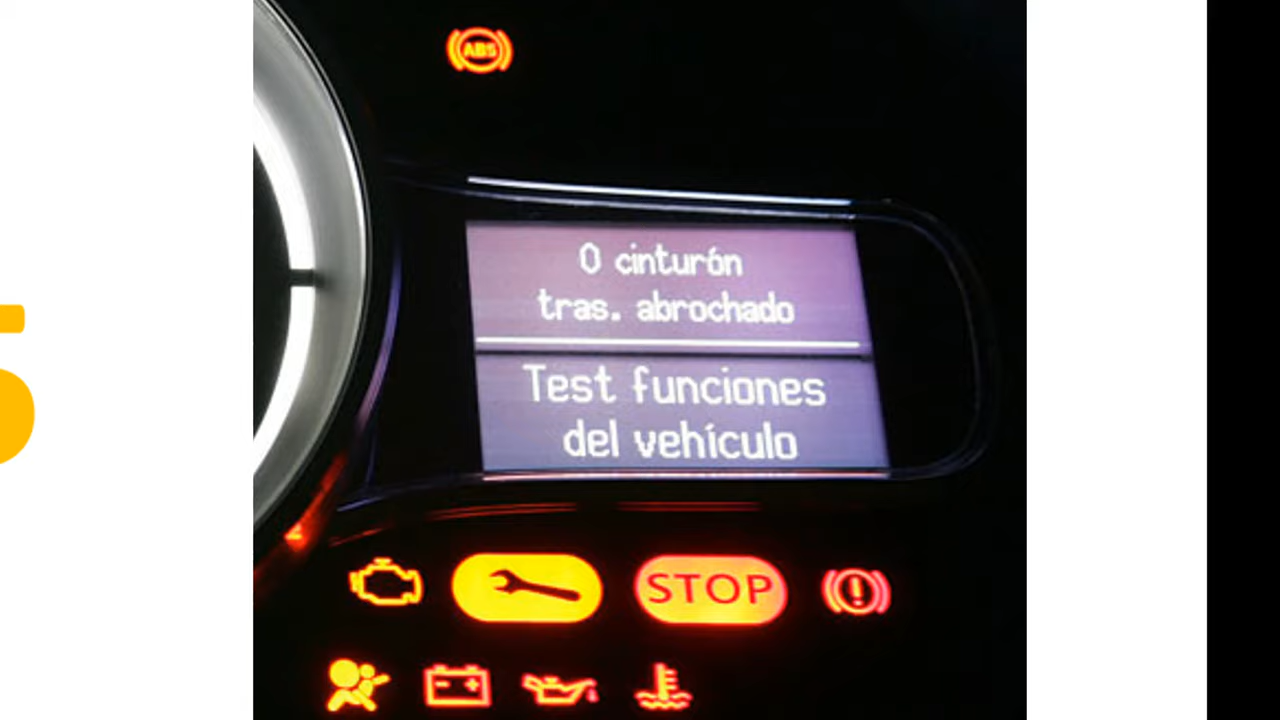 ABS
0 cinturón
tras. abrochado
Test funciones
del vehículo
STOP